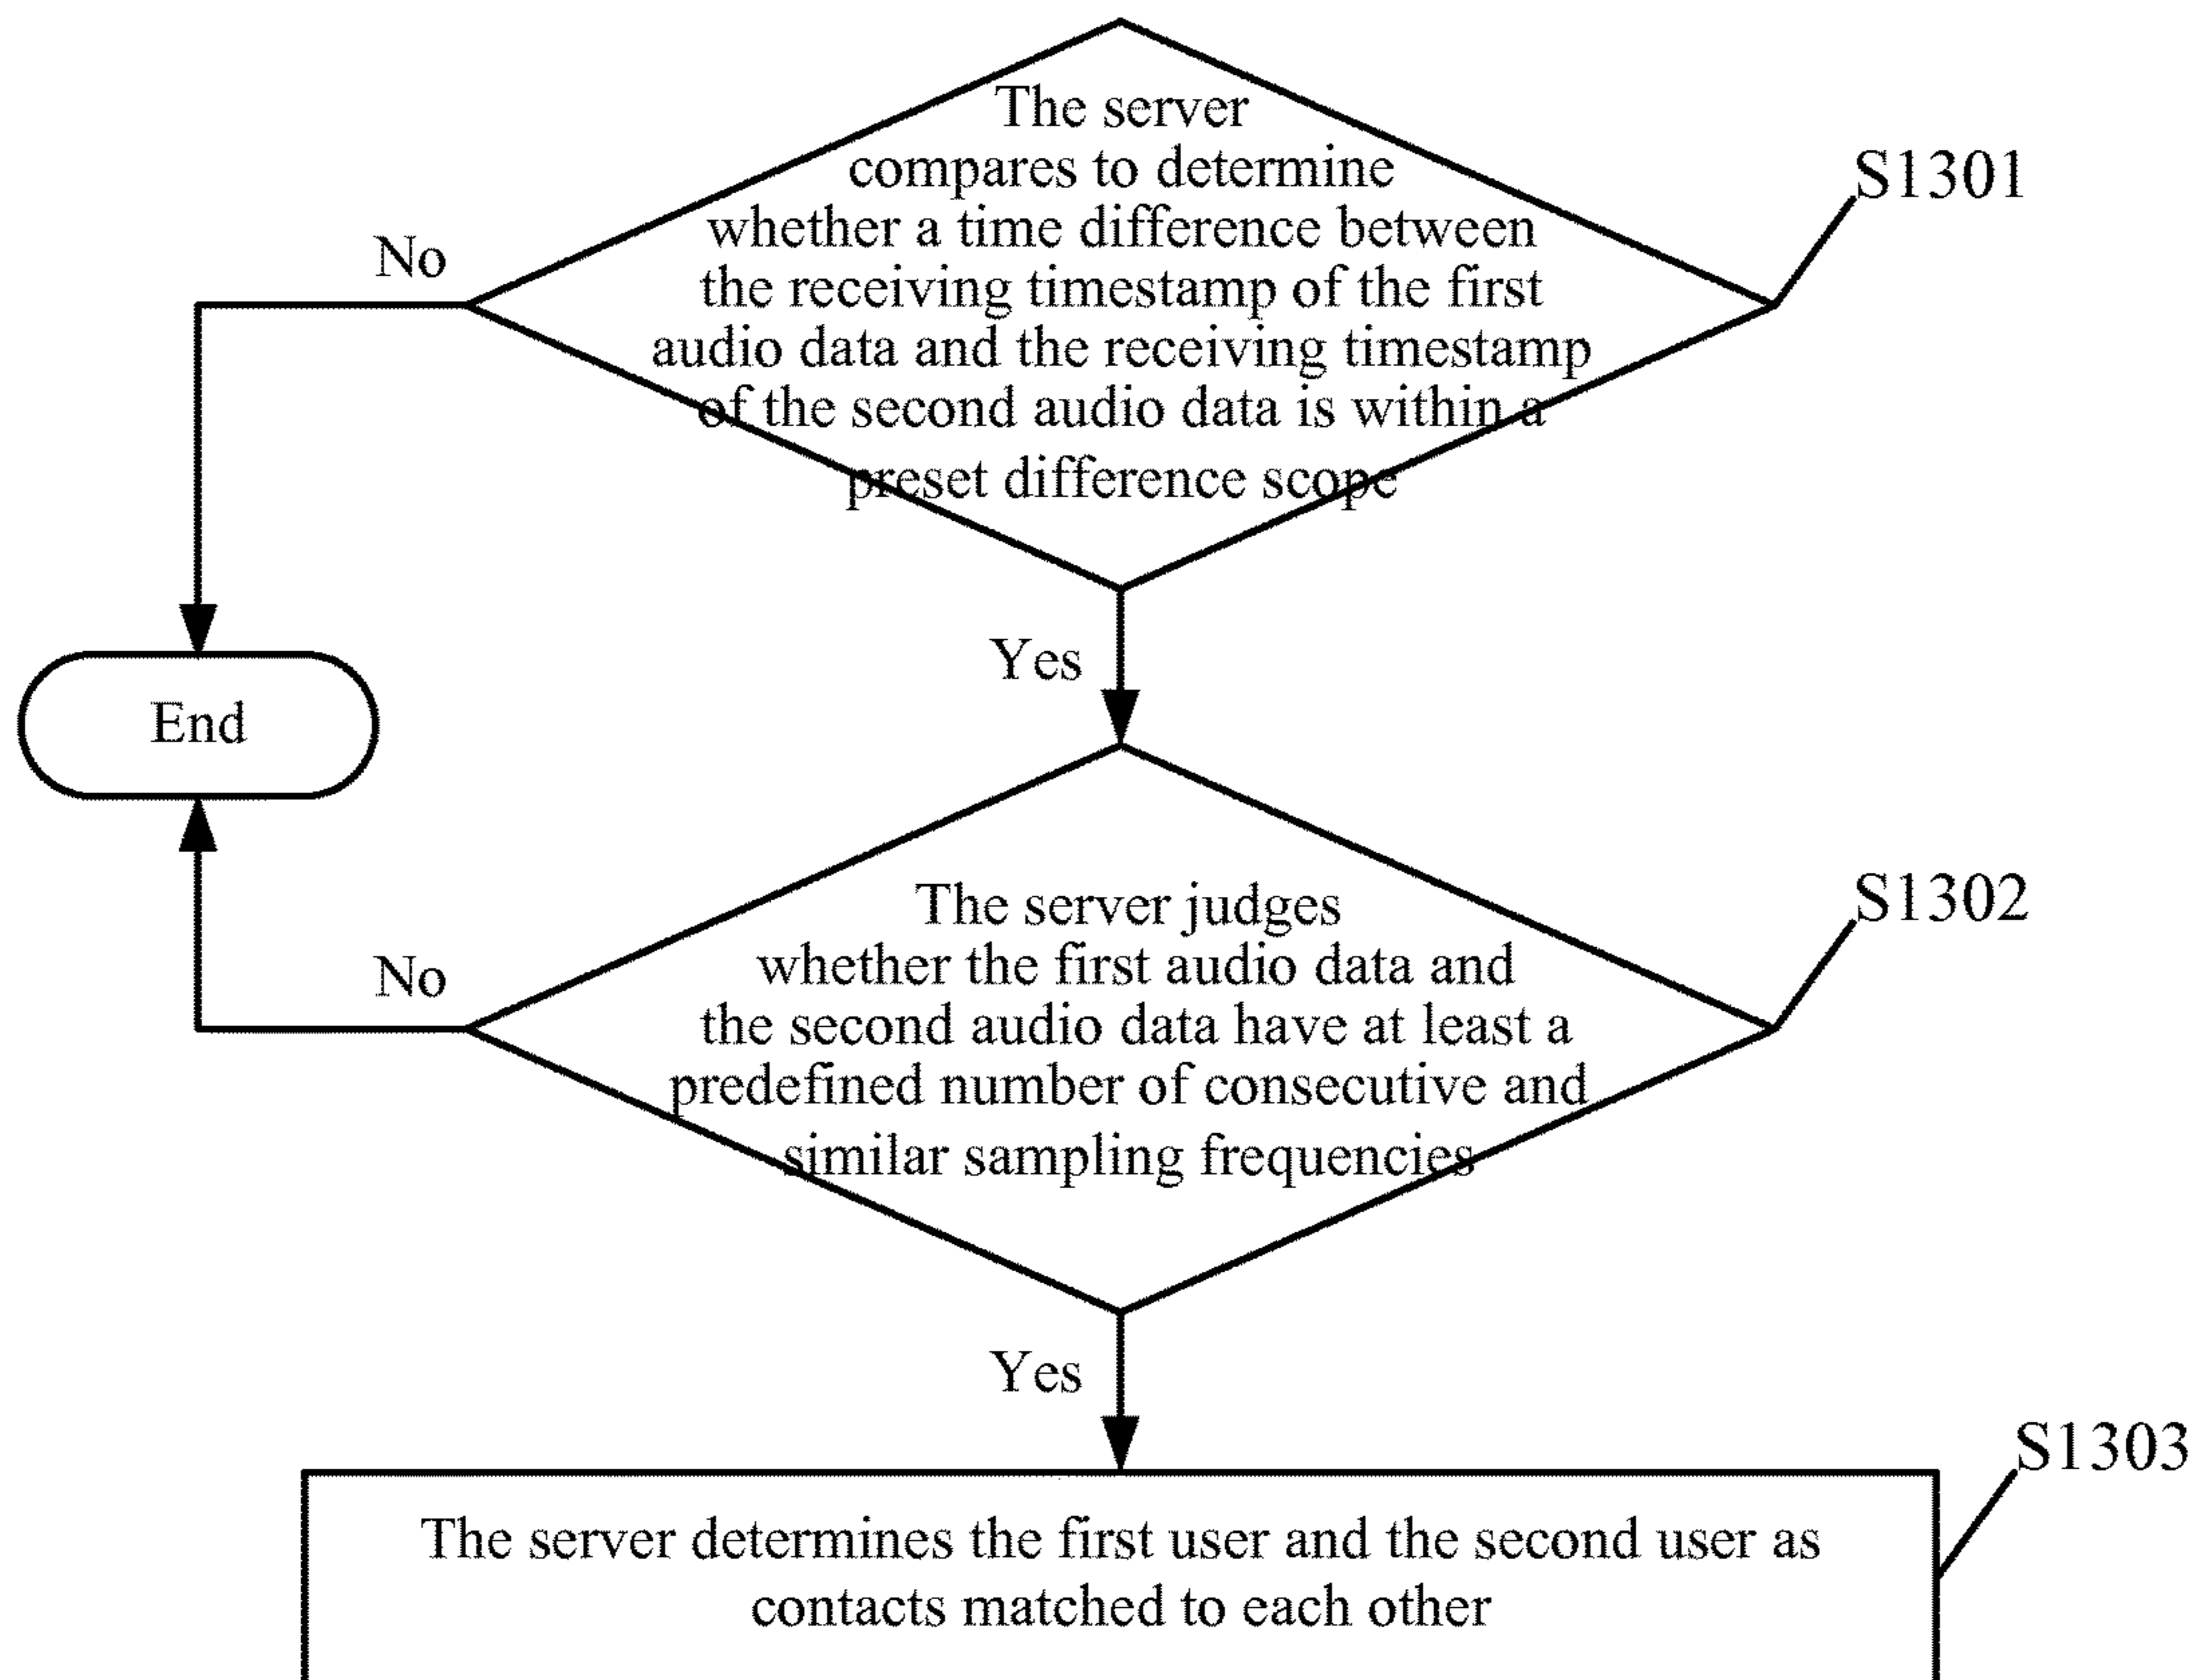 The server
compares to determine
whether a time difference between
the receiving timestamp of the first
audio data and the receiving timestamp
of the second audio data is within a
preset difference scope
S1301
No
Yes
End
The server judges
whether the first audio data and
the second audio data have at least a
predefined number of consecutive and
similar sampling frequencies
S1302
No
Yes
S1303
The server determines the first user and the second user as
contacts matched to each other